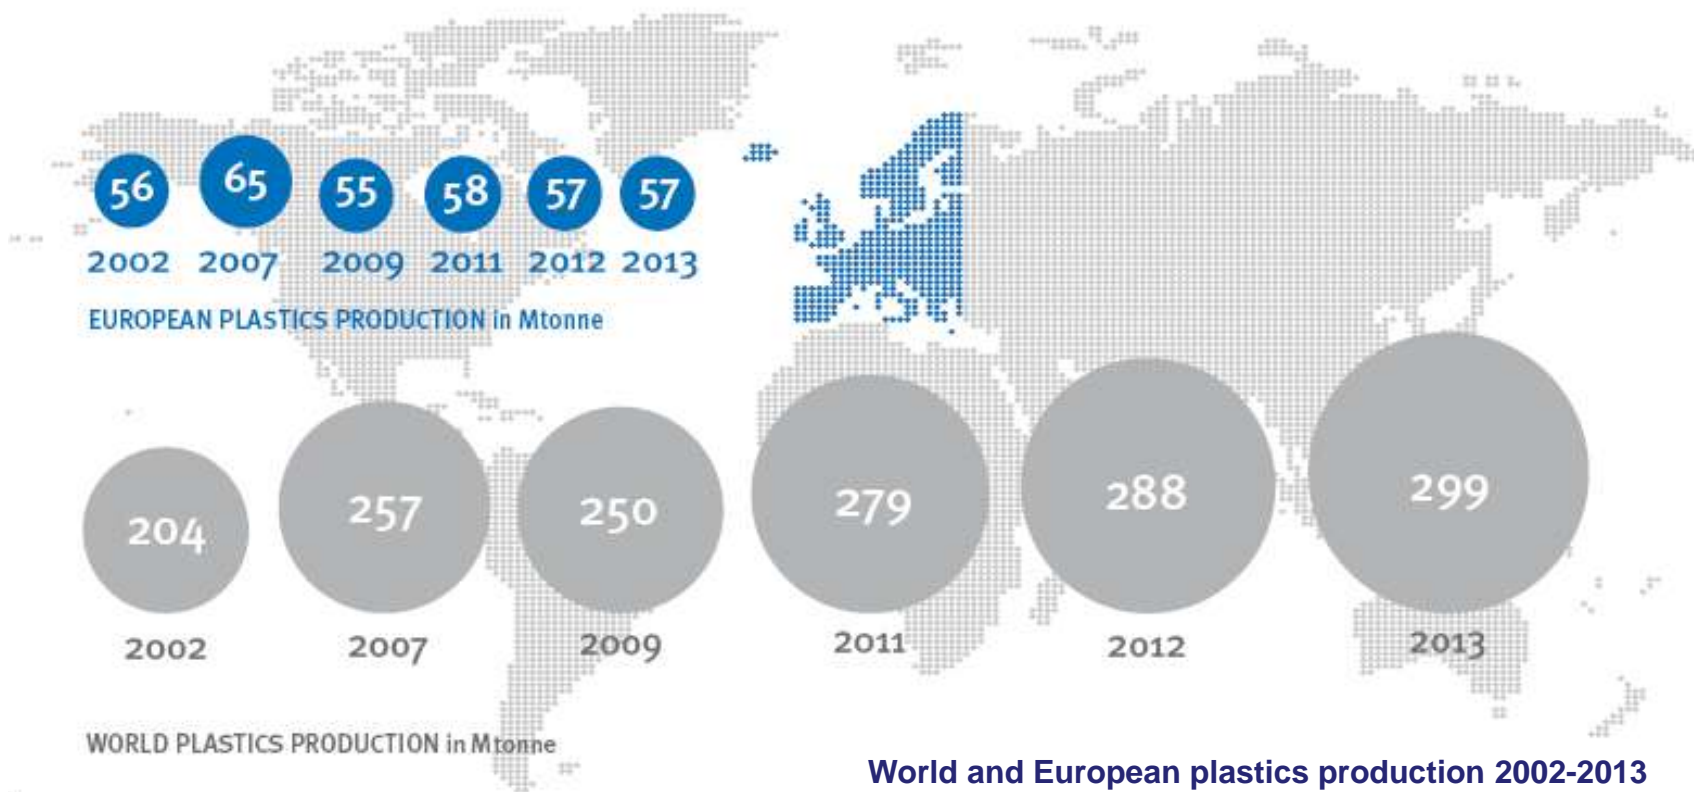 56 65 55 58 57 57
2002 2007 2009 2011 2012 2013
EUROPEAN PLASTICS PRODUCTION in Mtonne
204 257 250 279 288 299
2002 2007 2009 2011 2012 2013
WORLD PLASTICS PRODUCTION in Mtonne
World and European plastics production 2002-2013